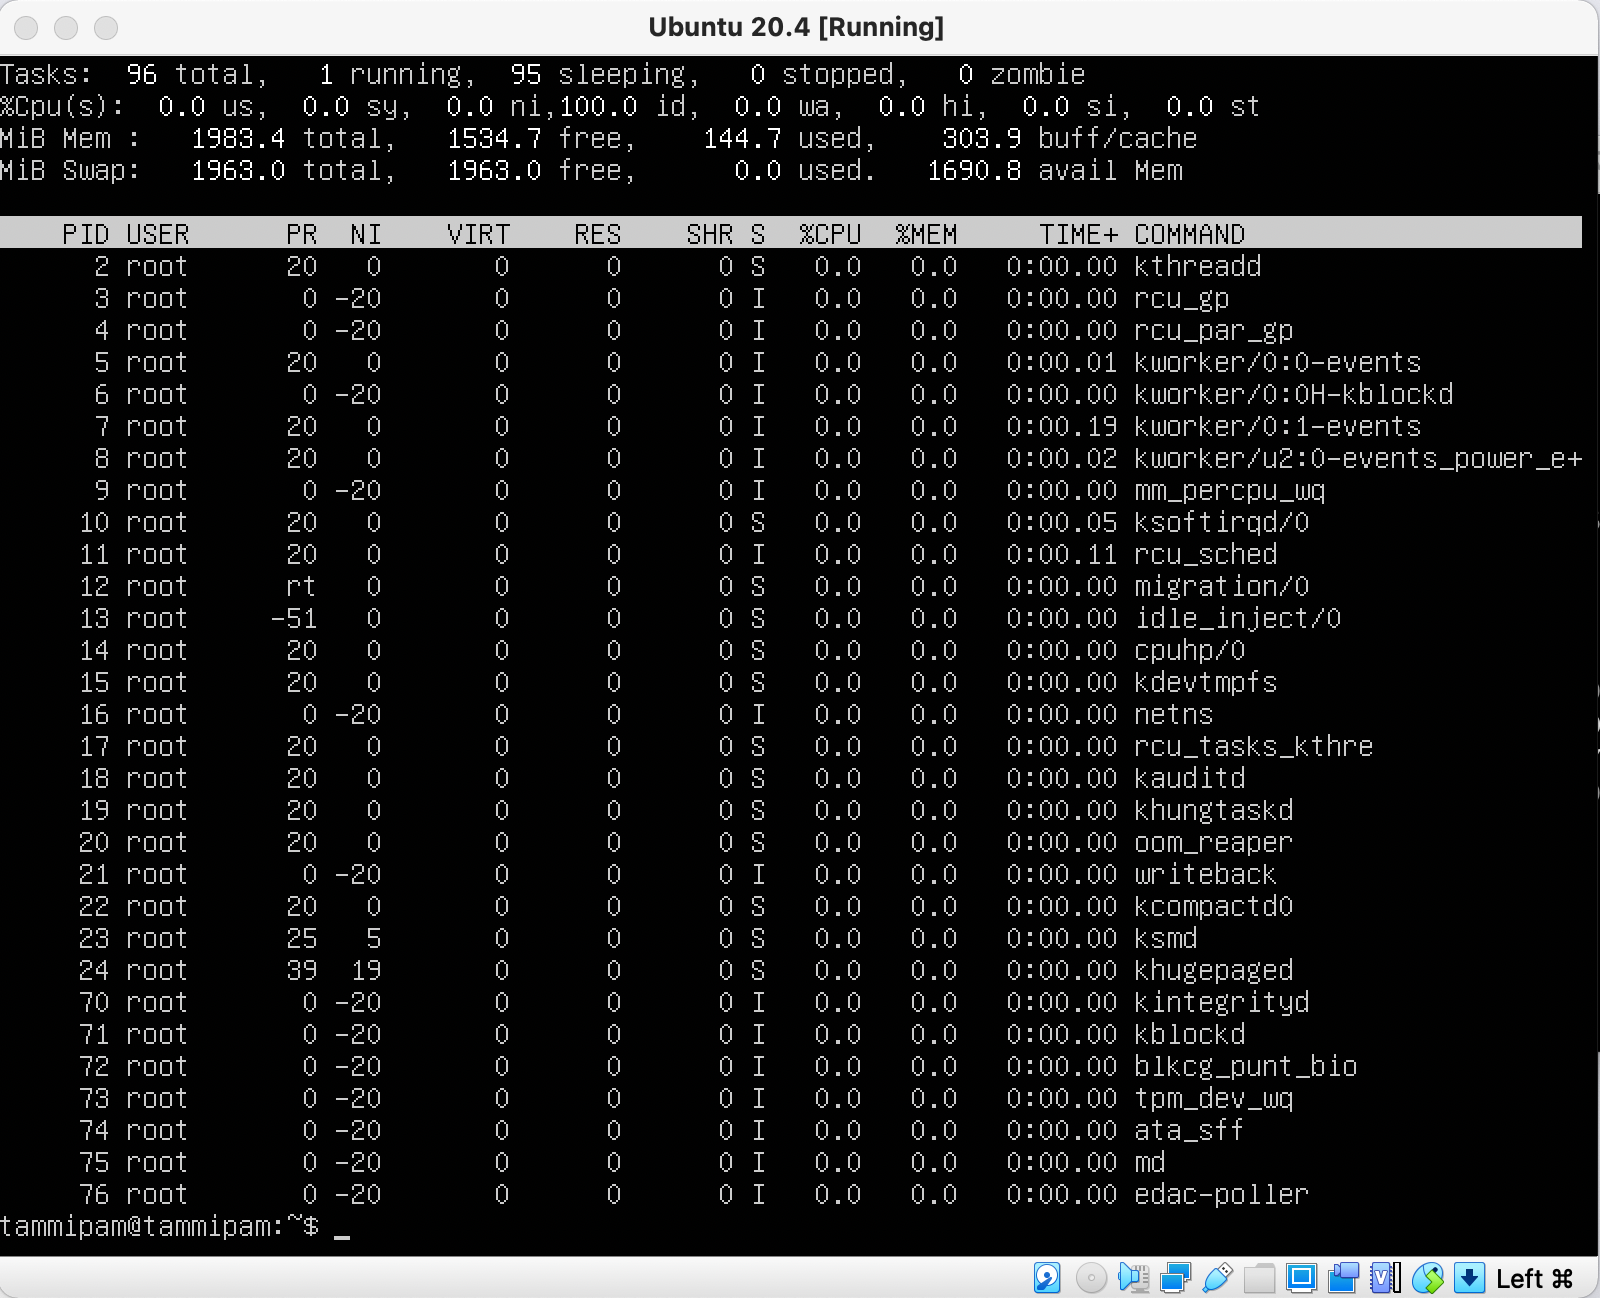 Ubuntu 20.4 [Running]
Tasks:  96 total,   1 running,  95 sleeping,   0 stopped,   0 zombie
%Cpu(s):  0.0 us,  0.0 sy,  0.0 ni,100.0 id,  0.0 wa,  0.0 hi,  0.0 si,  0.0 st
MiB Mem :   1983.4 total,   1534.7 free,    144.7 used,    303.9 buff/cache
MiB Swap:   1963.0 total,   1963.0 free,      0.0 used.   1690.8 avail Mem
PID USER      PR  NI    VIRT    RES    SHR S  %CPU  %MEM     TIME+ COMMAND
2 root      20   0       0      0      0 S   0.0   0.0   0:00.00 kthreadd
3 root       0 -20       0      0      0 I   0.0   0.0   0:00.00 rcu_gp
4 root       0 -20       0      0      0 I   0.0   0.0   0:00.00 rcu_par_gp
5 root      20   0       0      0      0 I   0.0   0.0   0:00.01 kworker/0:0-events
6 root       0 -20       0      0      0 I   0.0   0.0   0:00.00 kworker/0:0H-kblockd
7 root      20   0       0      0      0 I   0.0   0.0   0:00.19 kworker/0:1-events
8 root      20   0       0      0      0 I   0.0   0.0   0:00.02 kworker/u2:0-events_power_e+
9 root       0 -20       0      0      0 I   0.0   0.0   0:00.00 mm_percpu_wq
10 root      20   0       0      0      0 S   0.0   0.0   0:00.05 ksoftirqd/0
11 root      20   0       0      0      0 I   0.0   0.0   0:00.11 rcu_sched
12 root      rt   0       0      0      0 S   0.0   0.0   0:00.00 migration/0
13 root     -51   0       0      0      0 S   0.0   0.0   0:00.00 idle_inject/0
14 root      20   0       0      0      0 S   0.0   0.0   0:00.00 cpuhp/0
15 root      20   0       0      0      0 S   0.0   0.0   0:00.00 kdevtmpfs
16 root       0 -20       0      0      0 I   0.0   0.0   0:00.00 netns
17 root      20   0       0      0      0 S   0.0   0.0   0:00.00 rcu_tasks_kthre
18 root      20   0       0      0      0 S   0.0   0.0   0:00.00 kauditd
19 root      20   0       0      0      0 S   0.0   0.0   0:00.00 khungtaskd
20 root      20   0       0      0      0 S   0.0   0.0   0:00.00 oom_reaper
21 root       0 -20       0      0      0 I   0.0   0.0   0:00.00 writeback
22 root      20   0       0      0      0 S   0.0   0.0   0:00.00 kcompactd0
23 root      25   5       0      0      0 S   0.0   0.0   0:00.00 ksmd
24 root      39  19       0      0      0 S   0.0   0.0   0:00.00 khugepaged
70 root       0 -20       0      0      0 I   0.0   0.0   0:00.00 kintegrityd
71 root       0 -20       0      0      0 I   0.0   0.0   0:00.00 kblockd
72 root       0 -20       0      0      0 I   0.0   0.0   0:00.00 blkcg_punt_bio
73 root       0 -20       0      0      0 I   0.0   0.0   0:00.00 tpm_dev_wq
74 root       0 -20       0      0      0 I   0.0   0.0   0:00.00 ata_sff
75 root       0 -20       0      0      0 I   0.0   0.0   0:00.00 md
76 root       0 -20       0      0      0 I   0.0   0.0   0:00.00 edac-poller
tammipam@tammipam:~$ _
Left ⌘